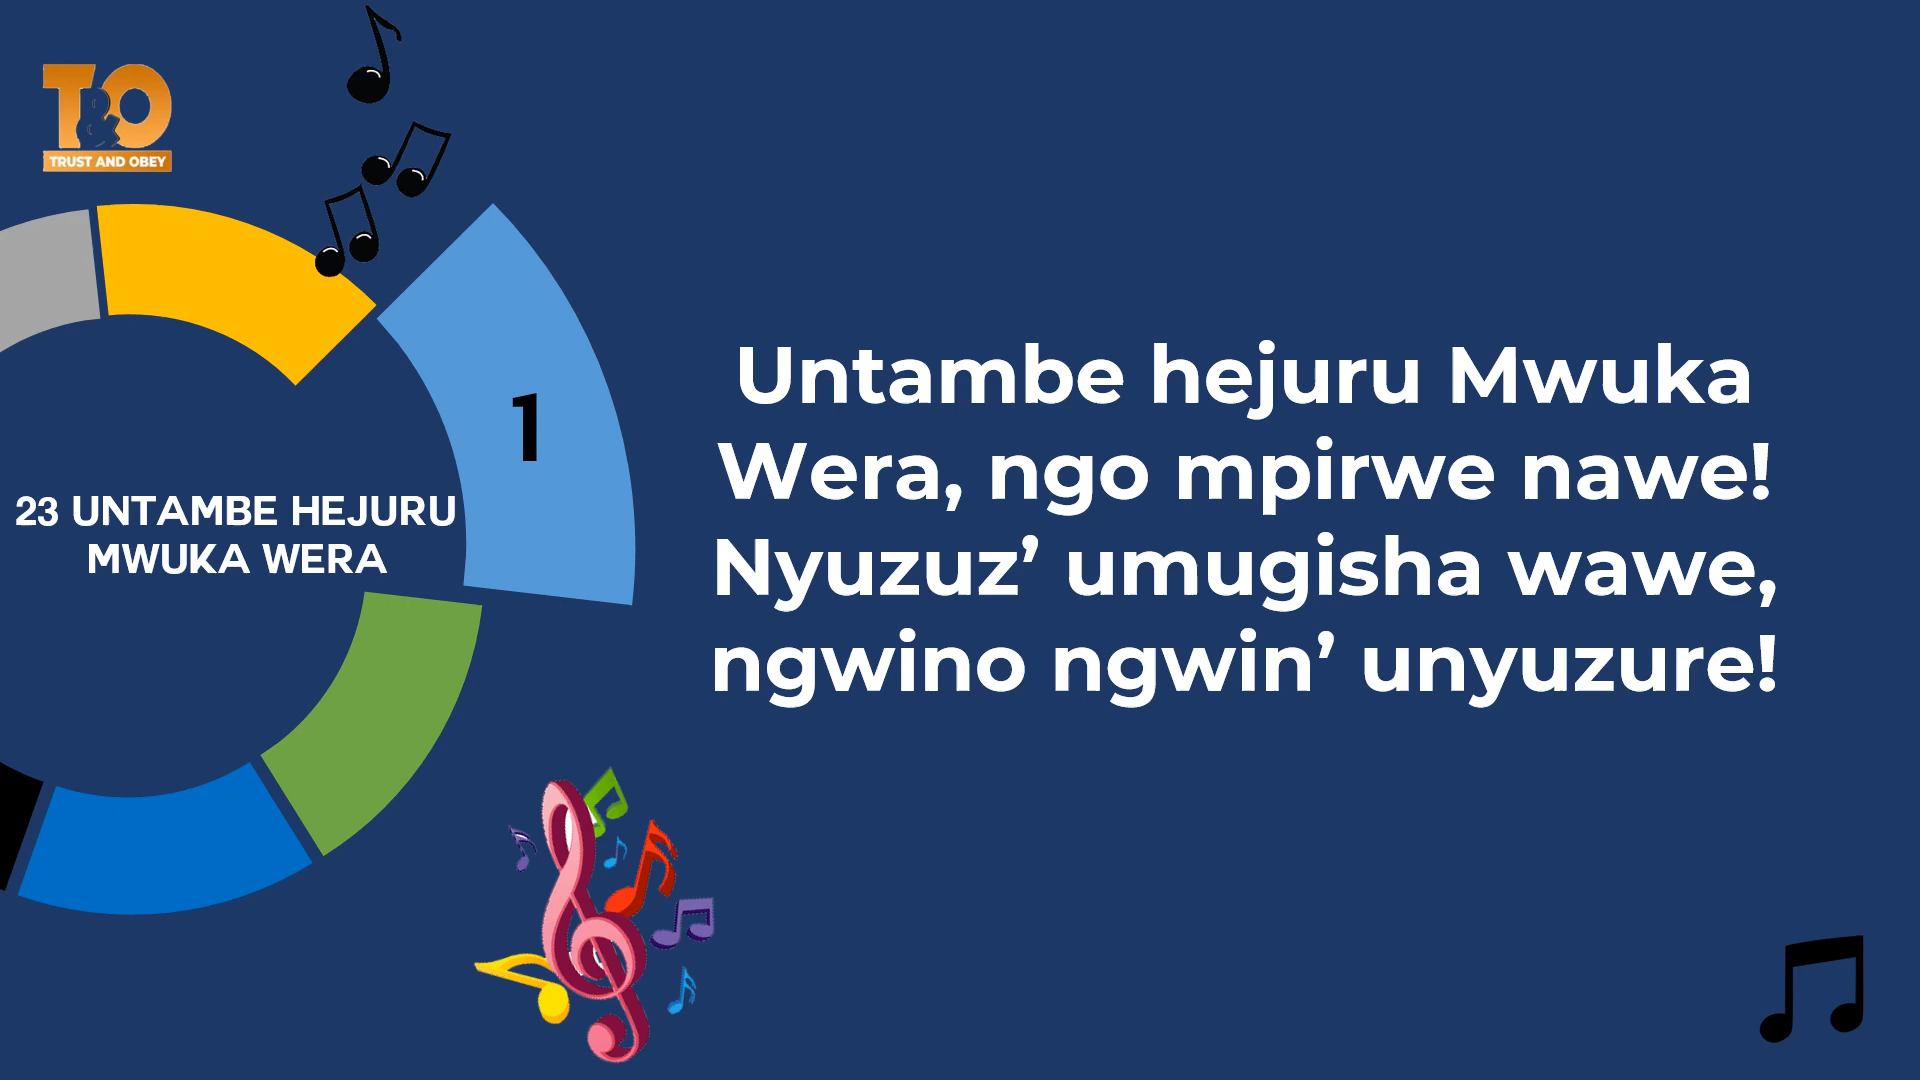 T&O
TRUST AND OBEY
1
23 UNTAMBE HEJURU
MWUKA WERA
Untambe hejuru Mwuka
Wera, ngo mpirwe nawe!
Nyuzuz’ umugisha wawe,
ngwino ngwin’ unyuzure!